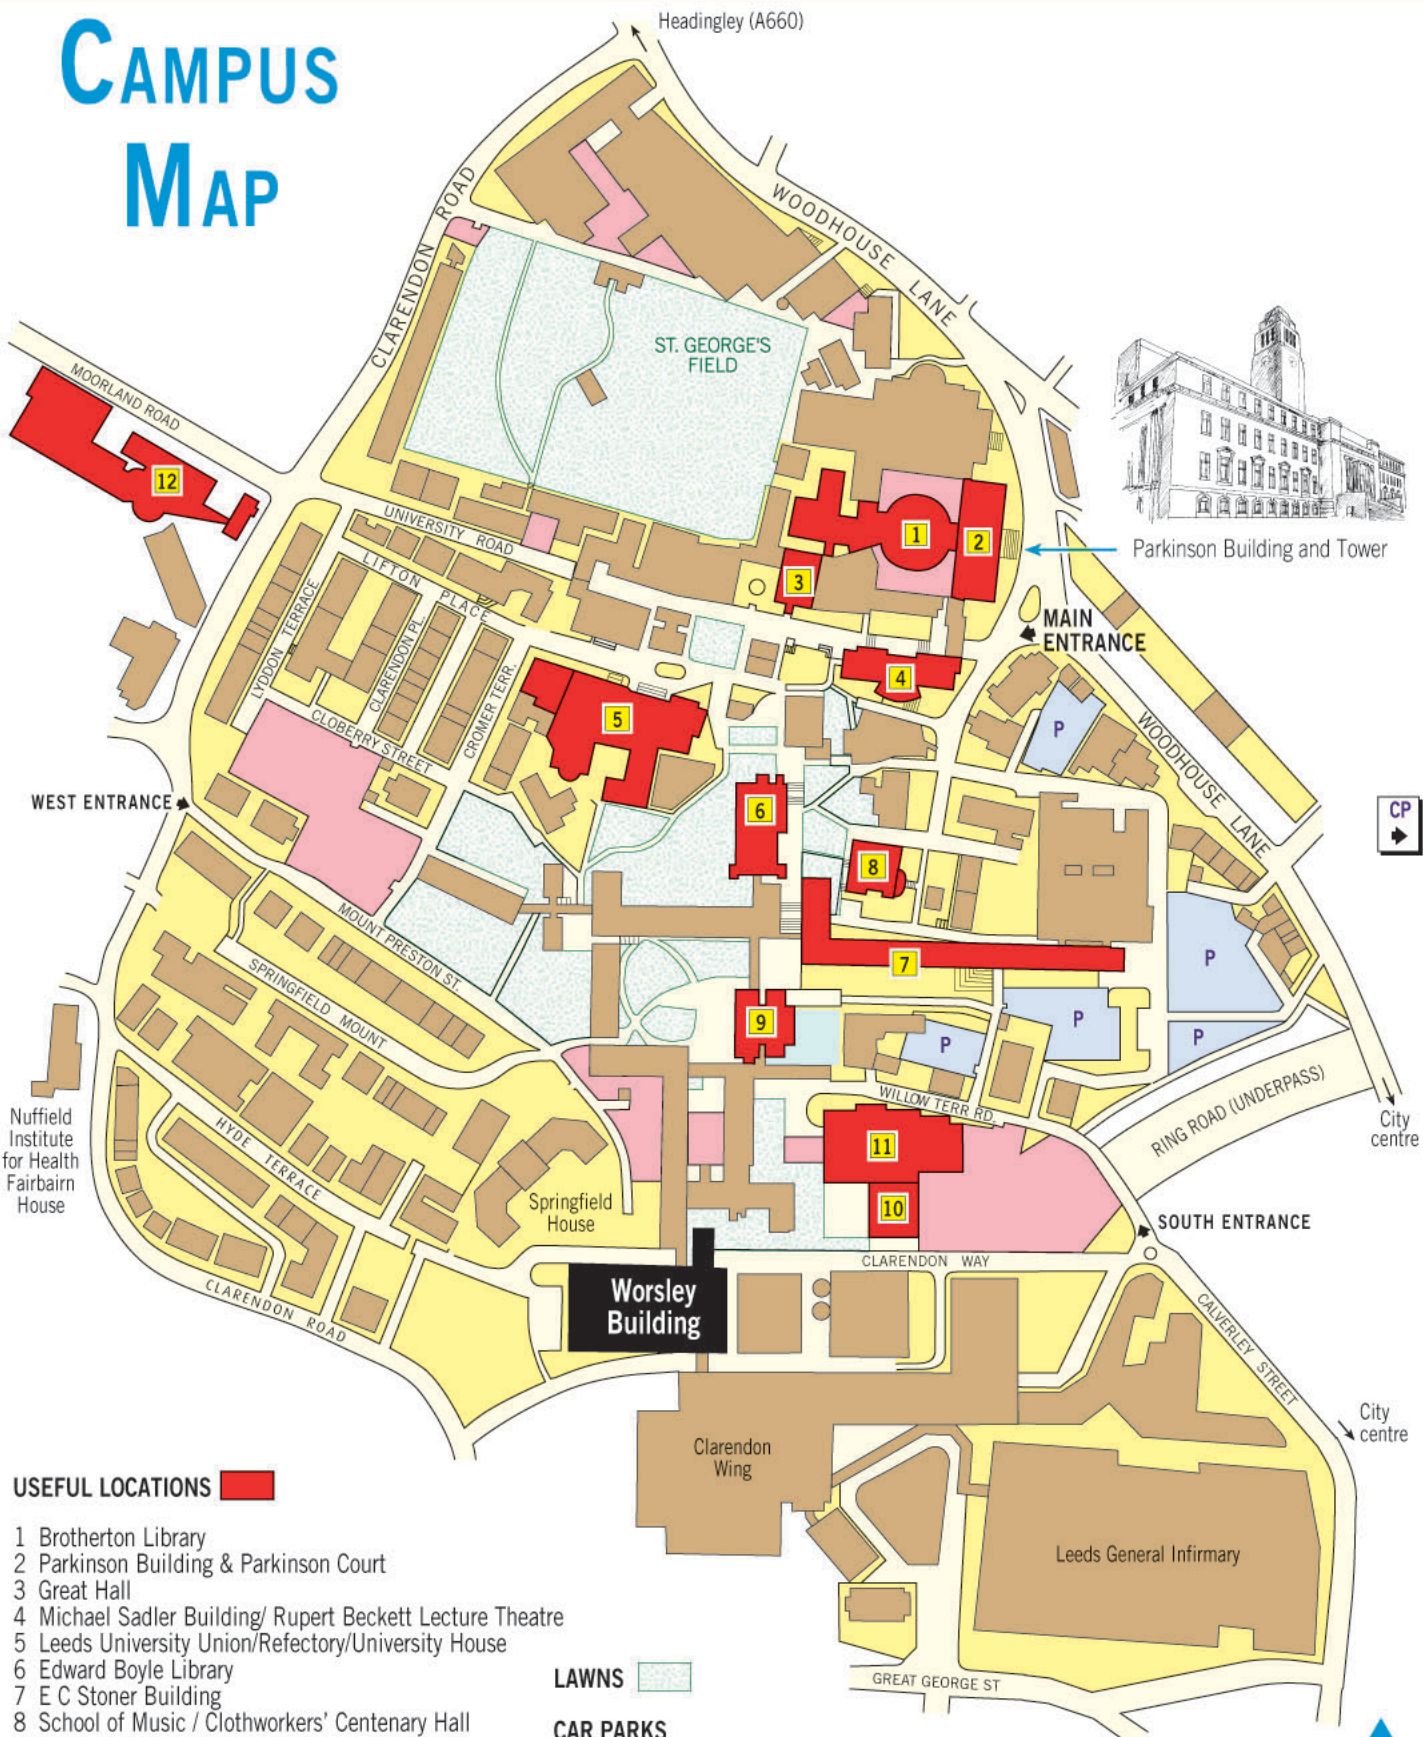 CAMPUS
MAP
Headingley (A660)
CLARENDON ROAD
WOODHOUSE LANE
ST. GEORGE'S
FIELD
MOORLAND ROAD
12
UNIVERSITY ROAD
1
2
3
Parkinson Building and Tower
LIFTON PLACE
LYDDON TERRACE
CLARENDON PL.
CROMER TERR.
CLOBERRY STREET
MAIN
ENTRANCE
4
5
P
WOODHOUSE LANE
WEST ENTRANCE
6
CP
8
MOUNT PRESTON ST.
7
P
SPRINGFIELD MOUNT
9
P
P
P
WILLOW TERR RD.
RING ROAD (UNDERPASS)
City
centre
Nuffield
Institute
for Health
Fairbairn
House
HYDE TERRACE
11
10
Springfield
House
SOUTH ENTRANCE
CLARENDON WAY
Worsley
Building
CLARENDON ROAD
CALVERLEY STREET
City
centre
Clarendon
Wing
Leeds General Infirmary
GREAT GEORGE ST
USEFUL LOCATIONS
1 Brotherton Library
2 Parkinson Building & Parkinson Court
3 Great Hall
4 Michael Sadler Building/ Rupert Beckett Lecture Theatre
5 Leeds University Union/Refectory/University House
6 Edward Boyle Library
7 E C Stoner Building
8 School of Music / Clothworkers' Centenary Hall
LAWNS
CAR PARKS